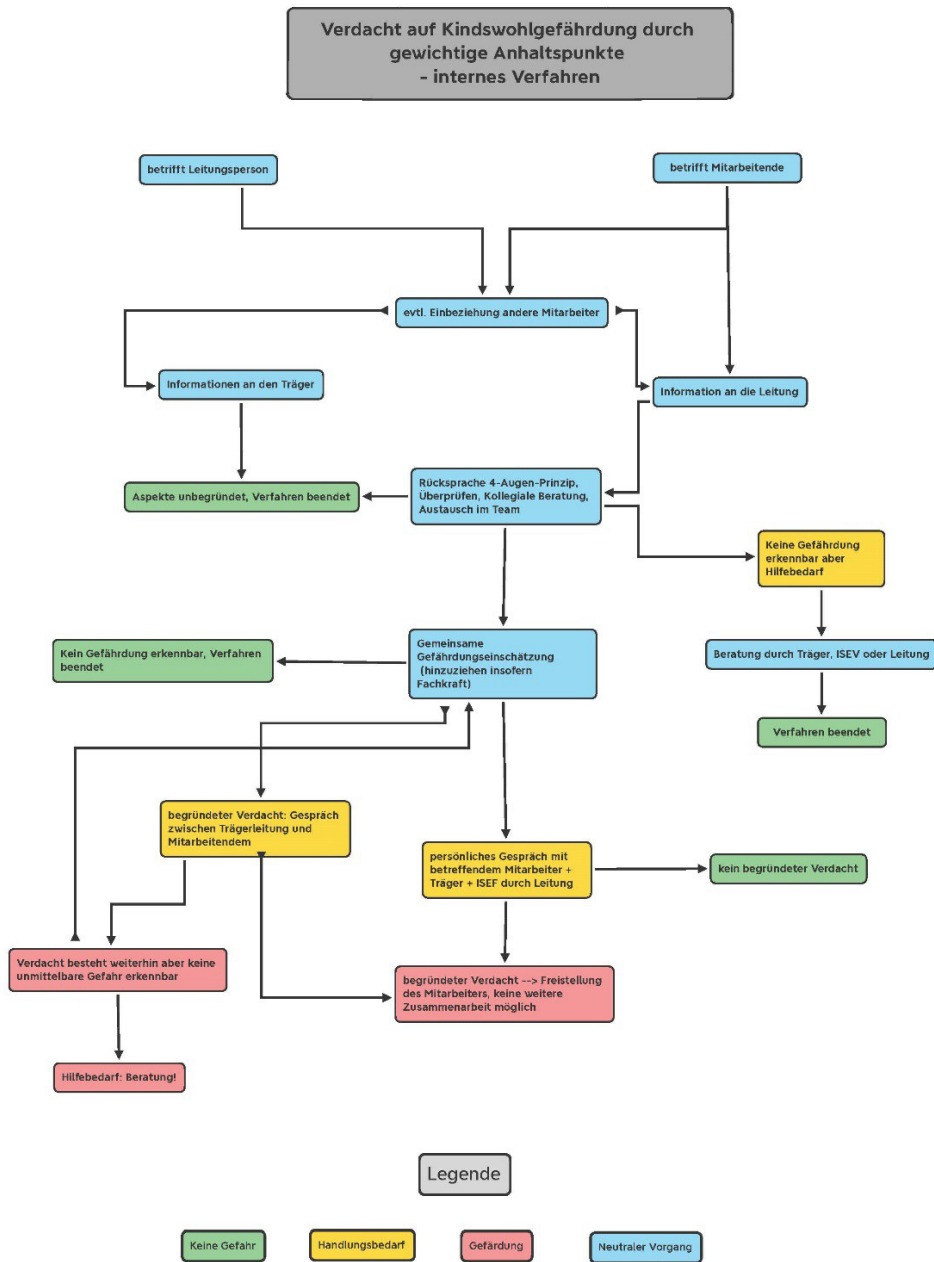 Verdacht auf Kindswohlgefährdung durch
gewichtige Anhaltspunkte
- internes Verfahren
betrifft Leitungsperson
betrifft Mitarbeitende
evtl. Einbeziehung andere Mitarbeiter
Informationen an den Träger
Information an die Leitung
Aspekte unbegründet, Verfahren beendet
Rücksprache 4-Augen-Prinzip,
Überprüfen, Kollegiale Beratung,
Austausch im Team
Keine Gefährdung
erkennbar aber
Hilfebedarf
Kein Gefährdung erkennbar, Verfahren
beendet
Gemeinsame
Gefährdungseinschätzung
(hinzuziehen insofern
Fachkraft)
Beratung durch Träger, ISEV oder Leitung
Verfahren beendet
begründeter Verdacht: Gespräch
zwischen Trägerleitung und
Mitarbeitendem
persönliches Gespräch mit
betreffendem Mitarbeiter +
Träger + ISEF durch Leitung
kein begründeter Verdacht
Verdacht besteht weiterhin aber keine
unmittelbare Gefahr erkennbar
begründeter Verdacht --> Freistellung
des Mitarbeiters, keine weitere
Zusammenarbeit möglich
Hilfebedarf: Beratung!
Legende
Keine Gefahr
Handlungsbedarf
Gefärdung
Neutraler Vorgang